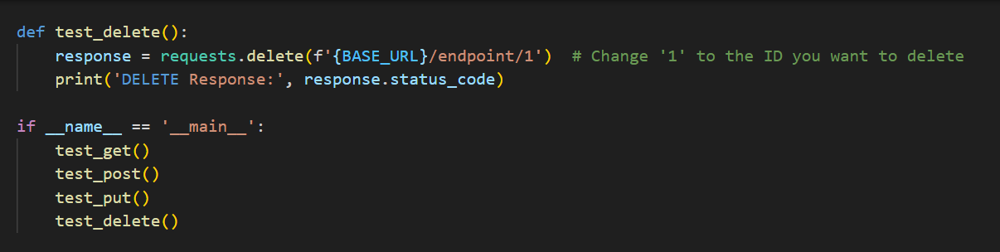 def test_delete():
    response = requests.delete(f'{BASE_URL}/endpoint/1')  # Change '1' to the ID you want to delete
    print('DELETE Response:', response.status_code)

if __name__ == '__main__':
    test_get()
    test_post()
    test_put()
    test_delete()